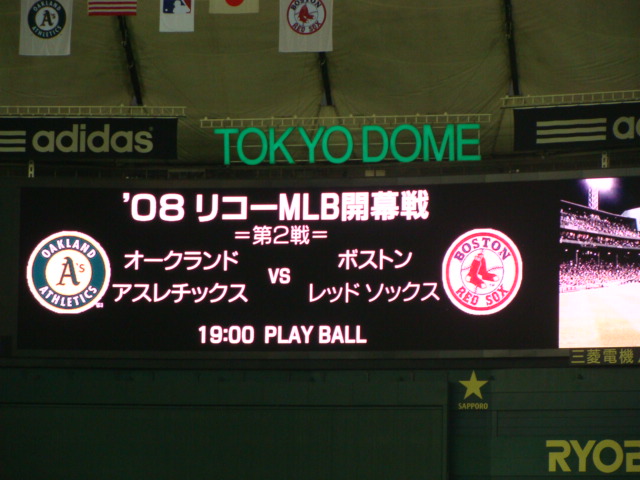 A's
ATHLETICS
adidas
TOKYO DOME
'08 リコーMLB開幕戦
=第2戦=
オークランド
アスレチックス
VS
ボストン
レッドソックス
OAKLAND
A's
ATHLETICS
BOSTON
RED SOX
19:00 PLAY BALL
三菱電機
SAPPORO
RYOB